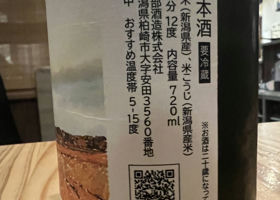 本酒
要冷蔵
米(新潟県産)、米こうじ(新潟県産米)
分 12度 内容量 720ml
部酒造株式会社
潟県柏崎市大字安田3560番地
中 おすすめ温度帯 5-15度
※お酒は二十歳になって